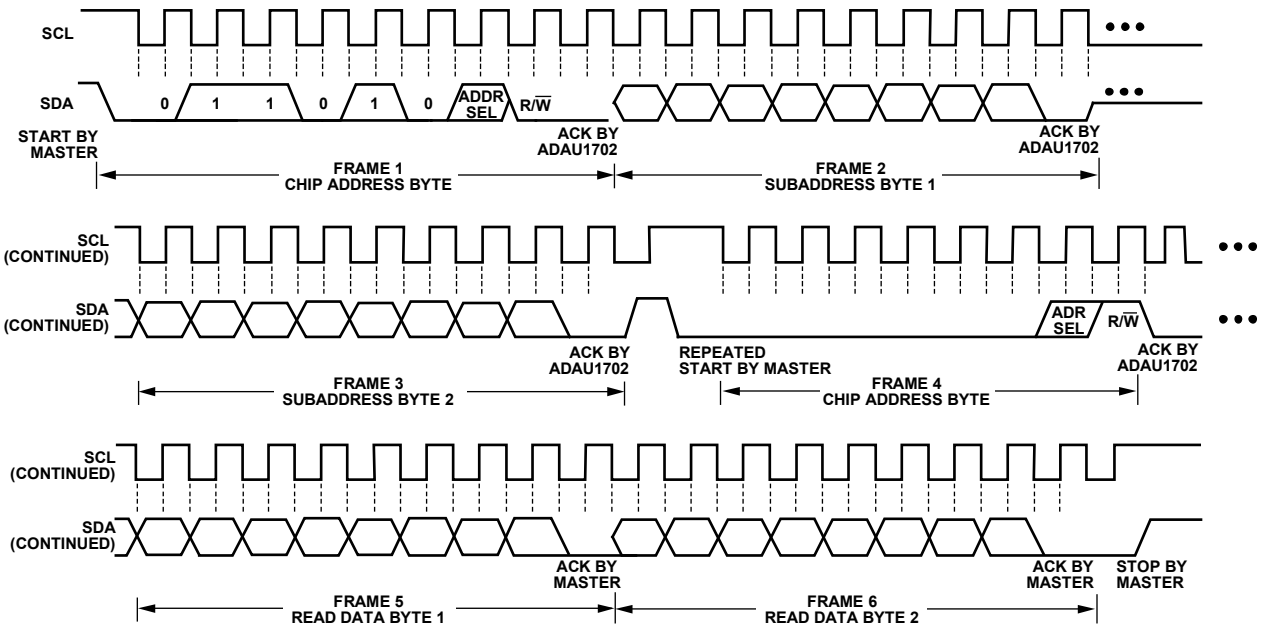 SCL
SDA
0 1 1 0 1 0 ADDR SEL R/W̅
START BY MASTER
ACK BY ADAU1702
ACK BY ADAU1702
FRAME 1
CHIP ADDRESS BYTE
FRAME 2
SUBADDRESS BYTE 1
SCL
(CONTINUED)
SDA
(CONTINUED)
ADR SEL R/W̅
ACK BY ADAU1702
REPEATED
START BY MASTER
ACK BY ADAU1702
FRAME 3
SUBADDRESS BYTE 2
FRAME 4
CHIP ADDRESS BYTE
SCL
(CONTINUED)
SDA
(CONTINUED)
ACK BY MASTER
ACK BY MASTER
STOP BY MASTER
FRAME 5
READ DATA BYTE 1
FRAME 6
READ DATA BYTE 2